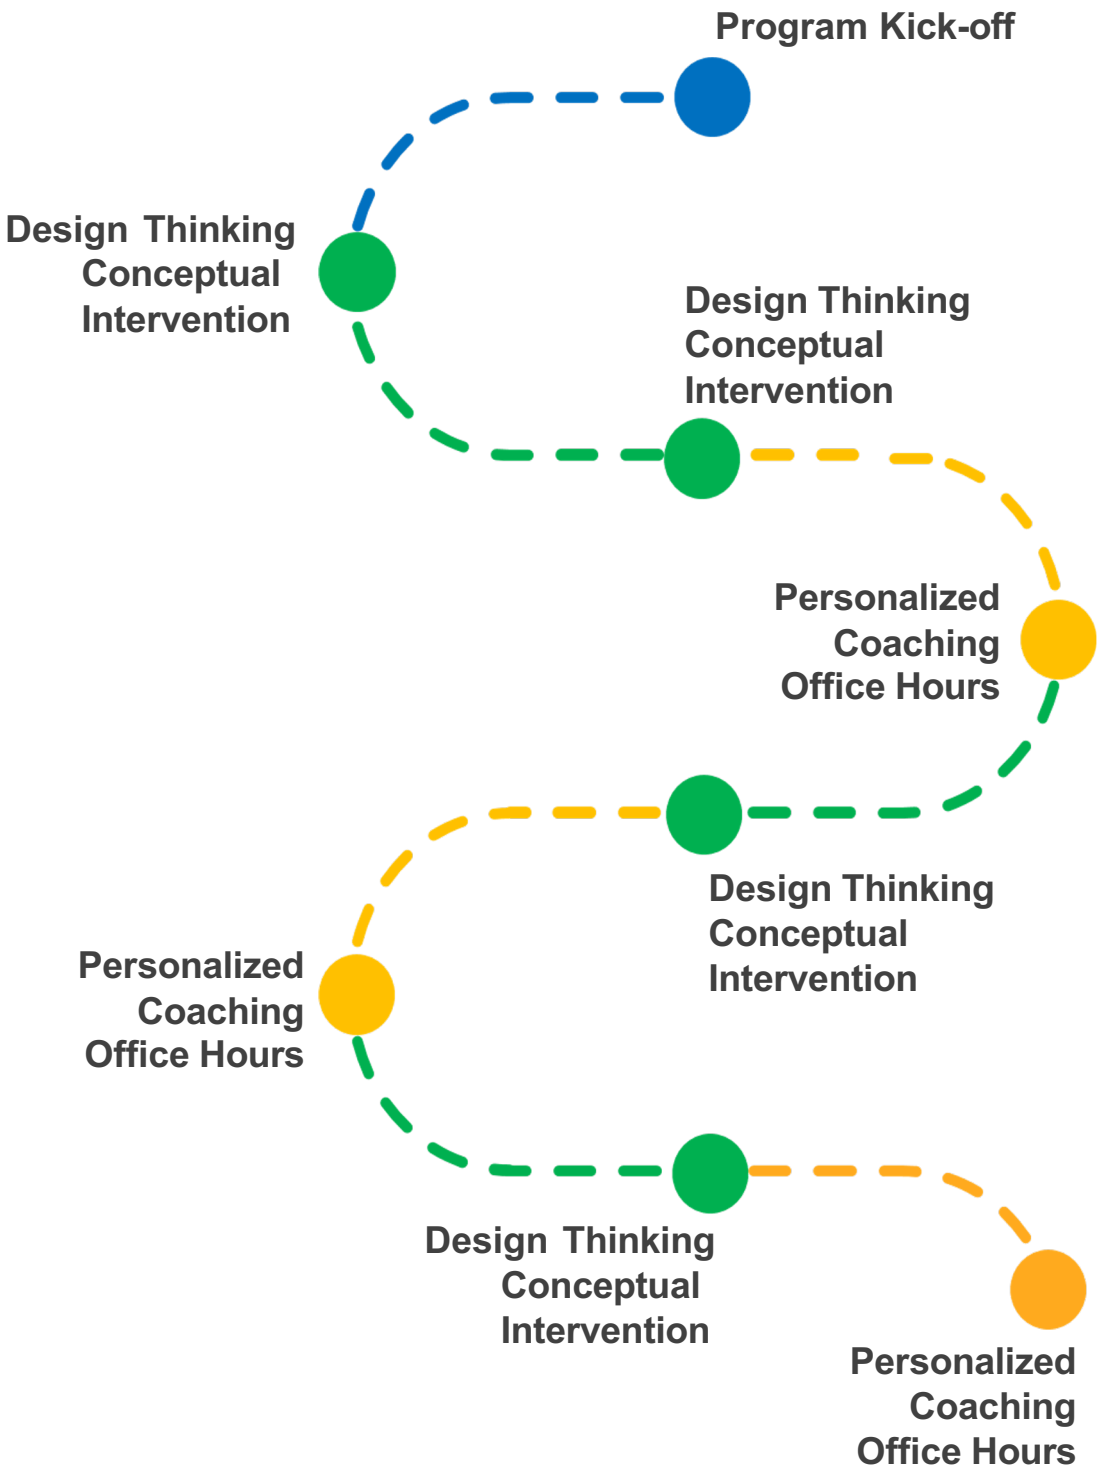 Program Kick-off
Design Thinking
Conceptual
Intervention
Design Thinking
Conceptual
Intervention
Personalized
Coaching
Office Hours
Design Thinking
Conceptual
Intervention
Personalized
Coaching
Office Hours
Design Thinking
Conceptual
Intervention
Personalized
Coaching
Office Hours